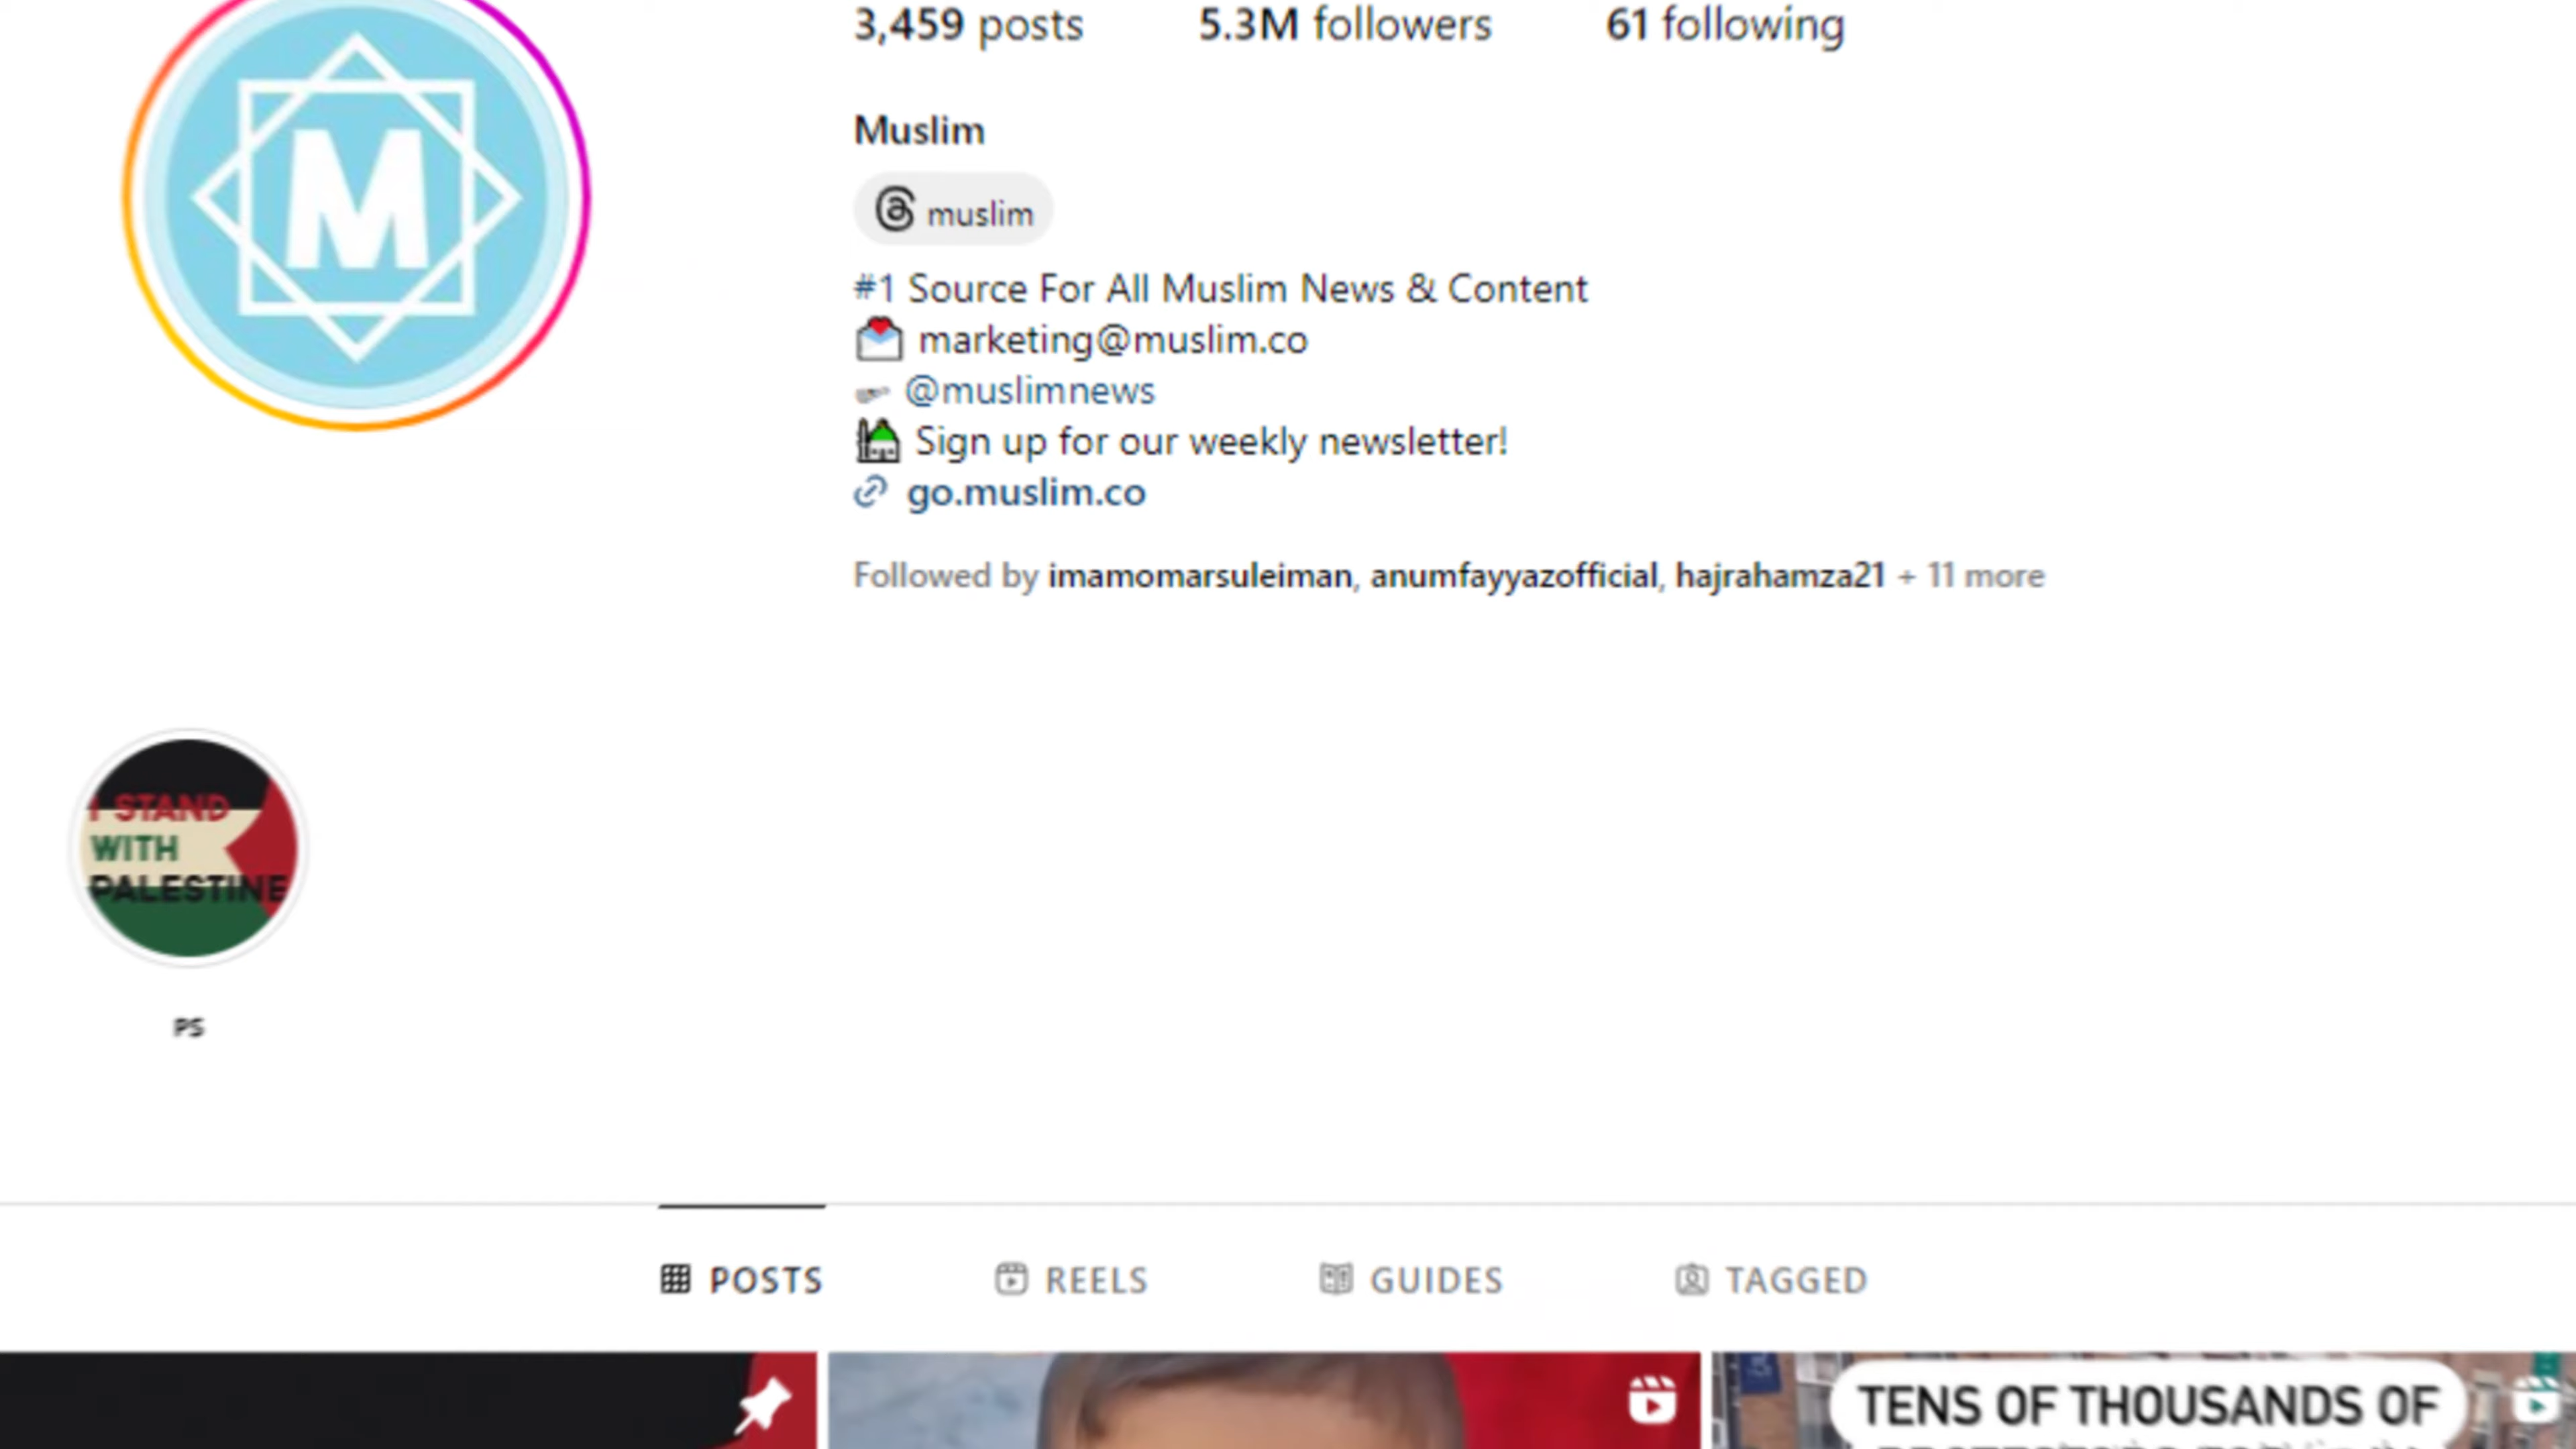 3,459 posts 5.3M followers 61 following
M
Muslim
muslim
#1 Source For All Muslim News & Content
marketing@muslim.co
@muslimnews
Sign up for our weekly newsletter!
go.muslim.co
Followed by imamomarsuleiman, anumfayyazofficial, hajrahamza21 + 11 more
I STAND
WITH
PALESTINE
PS
POSTS REELS GUIDES TAGGED
TENS OF THOUSANDS OF